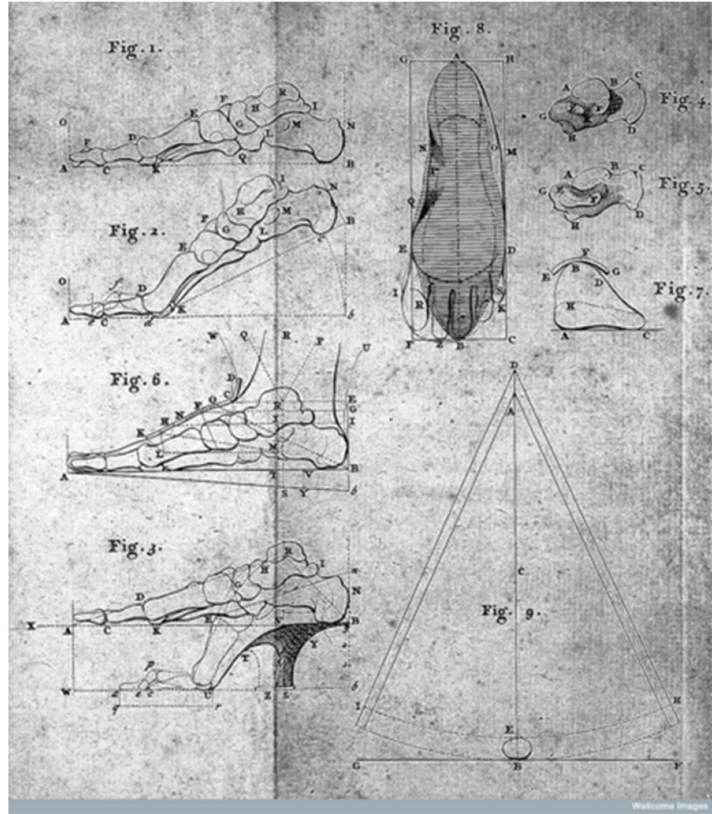 Fig. 1.
O
F
D
E
F
G
H
R
I
L
M
N
A
C
K
Q
B
Fig. 2.
O
A
e
C
D
d
K
E
F
G
H
I
M
L
N
B
c
b
Fig. 6.
W
Q
R
P
U
D
C
O
F
N
H
K
L
E
G
I
M
A
T
V
B
S
Y
b
Fig. 3.
R
H
I
D
N
X
A
C
K
E
B
Y
T
p
W
U
Z
S
b
q
r
Fig. 8.
G
A
H
N
O
M
P
Q
E
D
I
R
S
K
F
Z
B
C
Fig. 4.
A
B
C
G
F
D
H
Fig. 5.
A
B
C
G
E
F
D
H
Fig. 7.
F
E
B
G
D
H
A
C
Fig. 9.
D
A
C
I
H
E
G
B
F
Wellcome Images